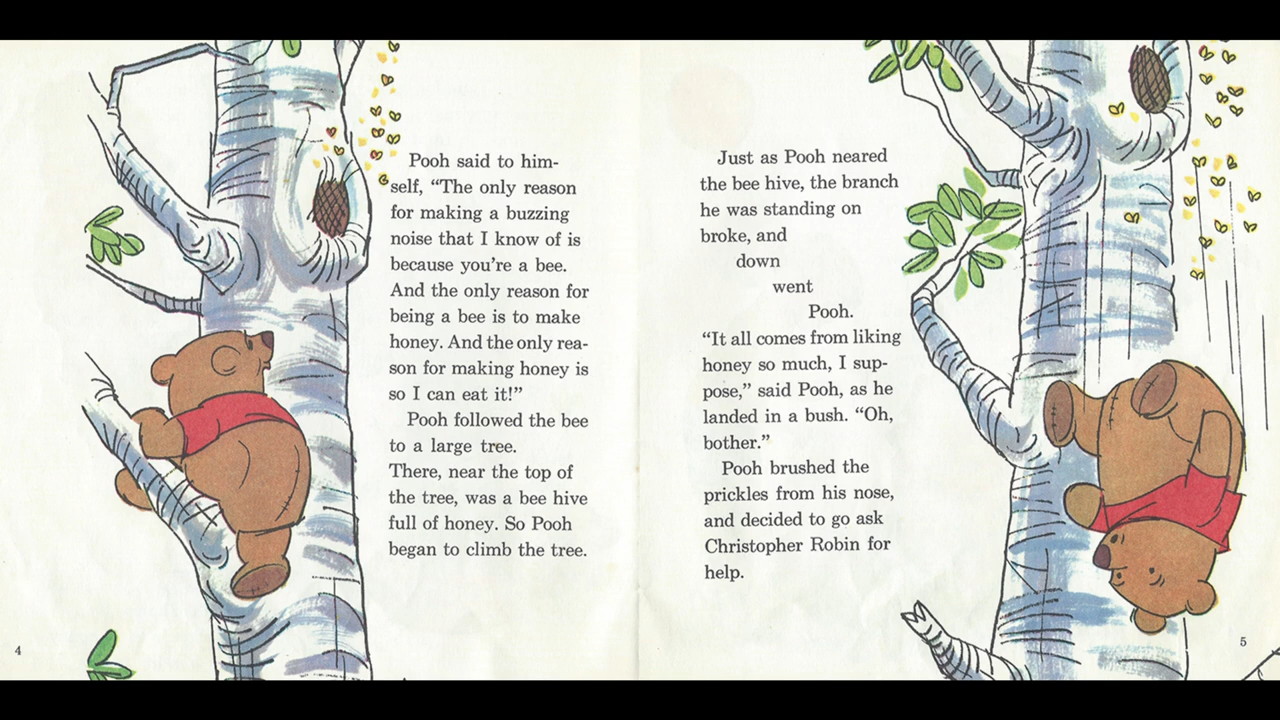 Pooh said to him-
self, “The only reason
for making a buzzing
noise that I know of is
because you’re a bee.
And the only reason for
being a bee is to make
honey. And the only rea-
son for making honey is
so I can eat it!”
Pooh followed the bee
to a large tree.
There, near the top of
the tree, was a bee hive
full of honey. So Pooh
began to climb the tree.
4
Just as Pooh neared
the bee hive, the branch
he was standing on
broke, and
down
went
Pooh.
“It all comes from liking
honey so much, I sup-
pose,” said Pooh, as he
landed in a bush. “Oh,
bother.”
Pooh brushed the
prickles from his nose,
and decided to go ask
Christopher Robin for
help.
5